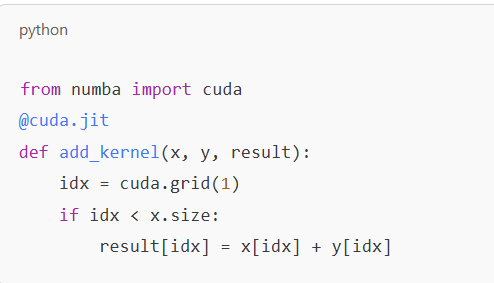 python
from numba import cuda
@cuda.jit
def add_kernel(x, y, result):
    idx = cuda.grid(1)
    if idx < x.size:
        result[idx] = x[idx] + y[idx]